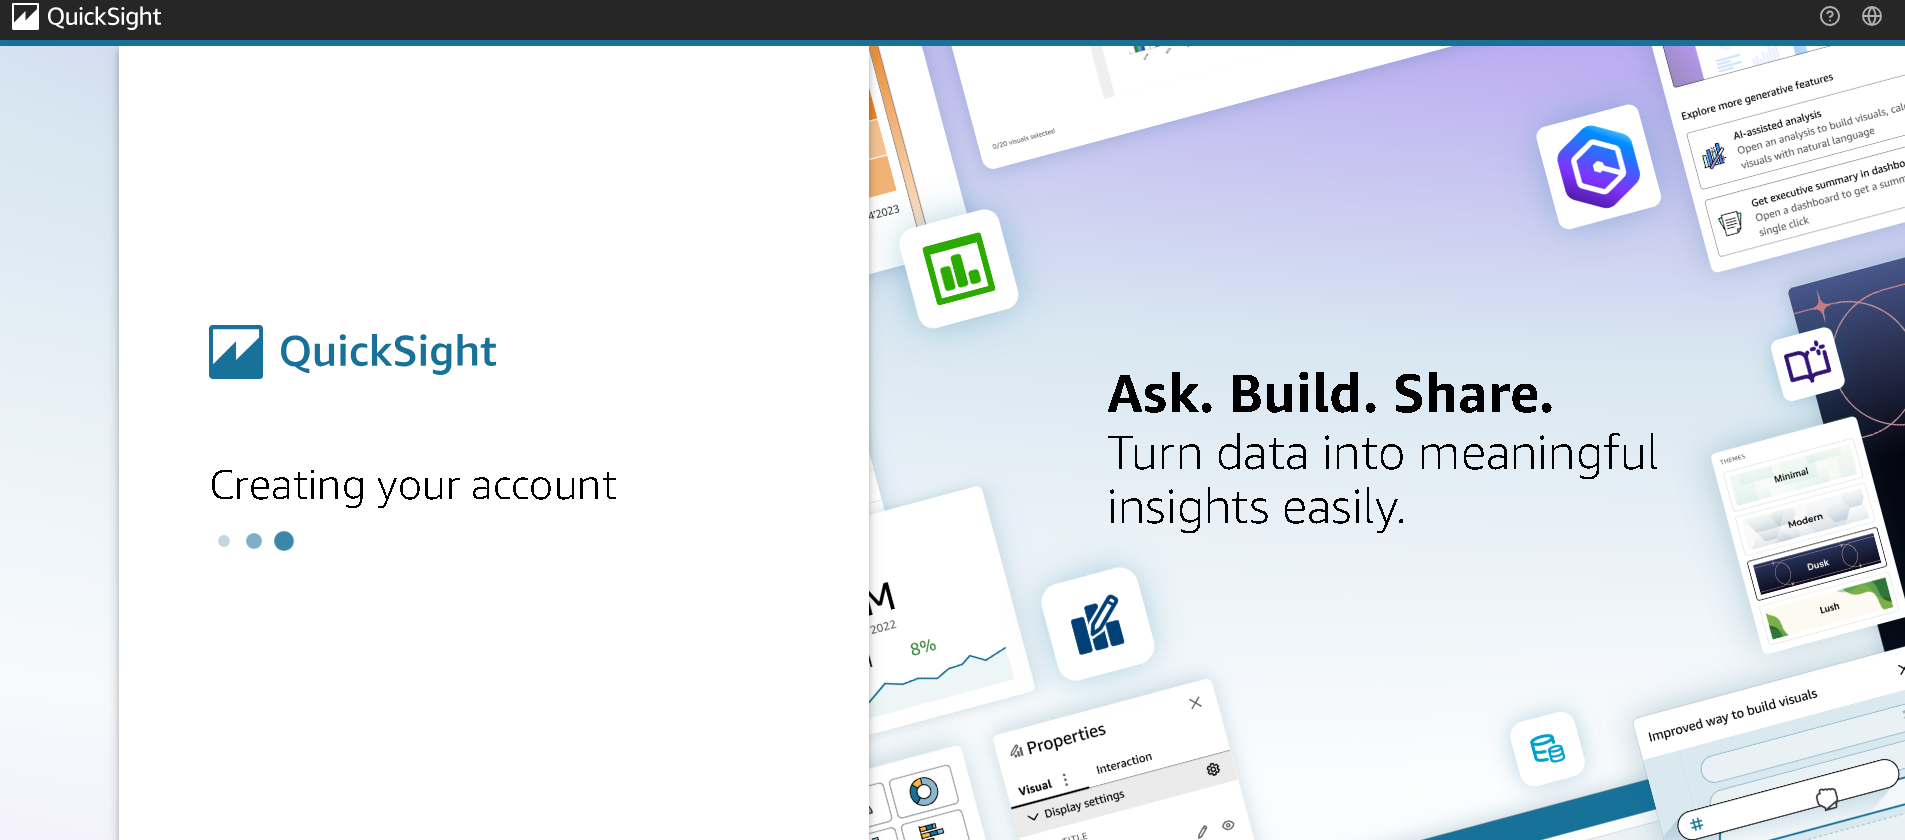 QuickSight
QuickSight
Creating your account
Ask. Build. Share.
Turn data into meaningful
insights easily.
0/20 visuals selected
4'2023
Explore more generative features
AI-assisted analysis
Open an analysis to build visuals,
visuals with natural language
Get executive summary in
Open a dashboard to get a
single click
THEMES
Minimal
Modern
Dusk
Lush
M
2022
8%
Properties
Visual
Interaction
Display settings
TITLE
Improved way to build visuals
#